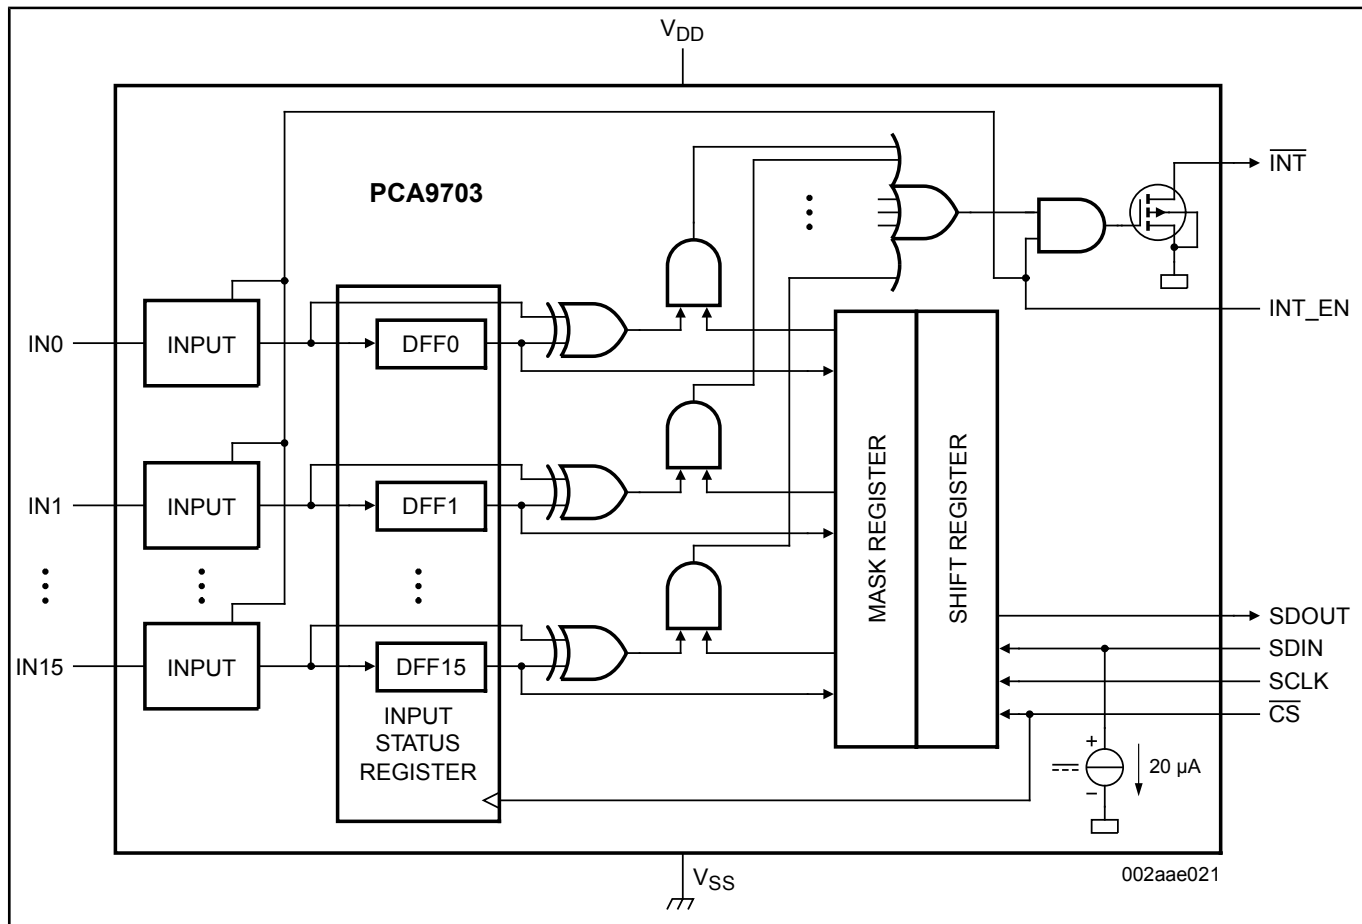 VDD
PCA9703
INT
INT_EN
IN0
INPUT
DFF0
IN1
INPUT
DFF1
IN15
INPUT
DFF15
INPUT
STATUS
REGISTER
MASK REGISTER
SHIFT REGISTER
SDOUT
SDIN
SCLK
CS
+
20 μA
−
VSS
002aae021